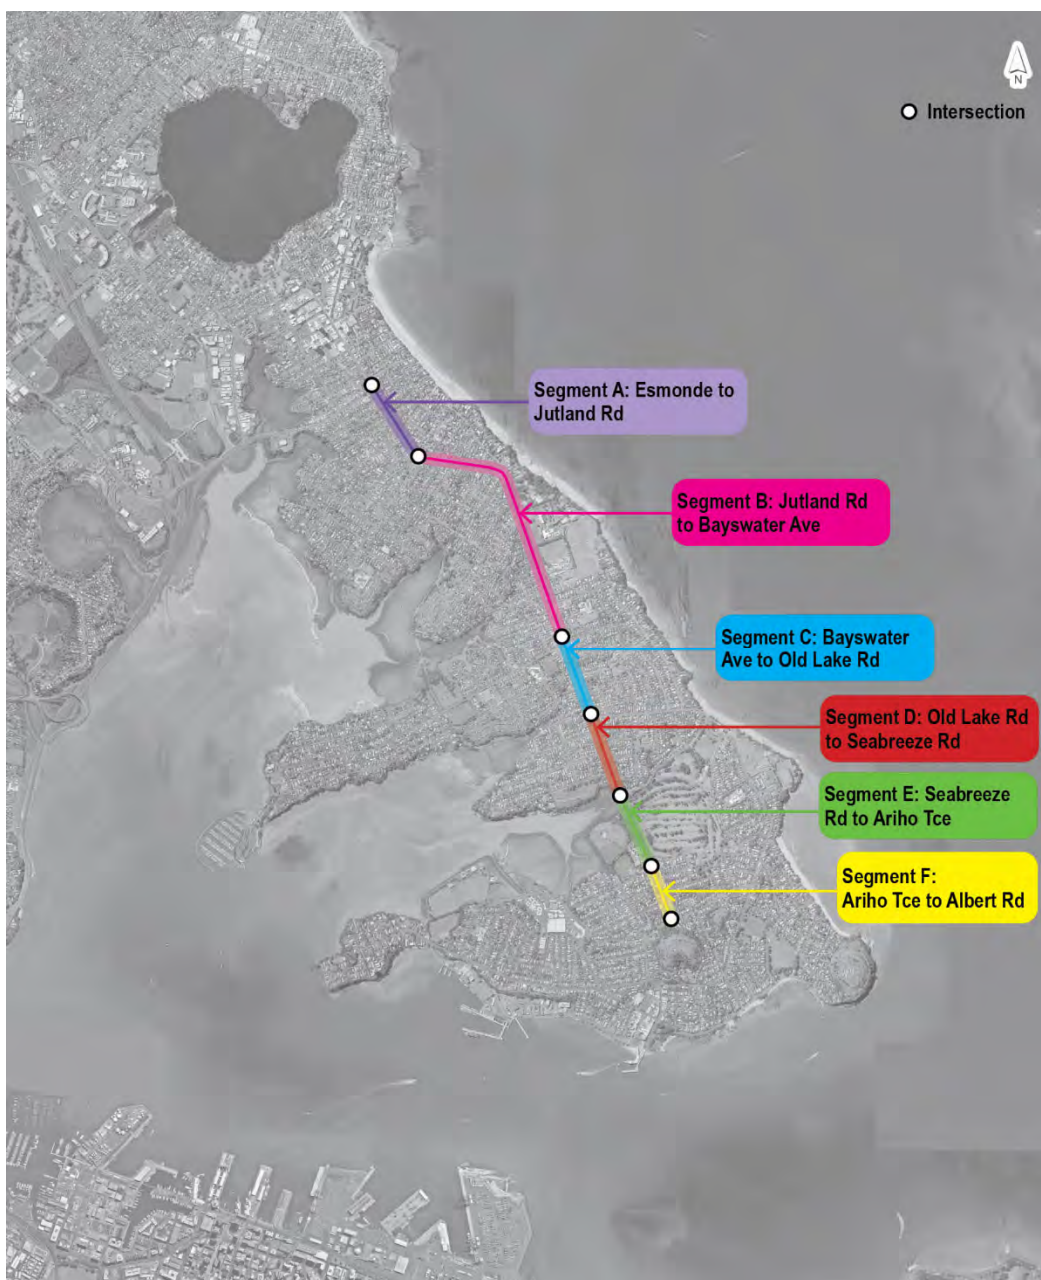 N
Intersection
Segment A: Esmonde to
Jutland Rd
Segment B: Jutland Rd
to Bayswater Ave
Segment C: Bayswater
Ave to Old Lake Rd
Segment D: Old Lake Rd
to Seabreeze Rd
Segment E: Seabreeze
Rd to Ariho Tce
Segment F:
Ariho Tce to Albert Rd